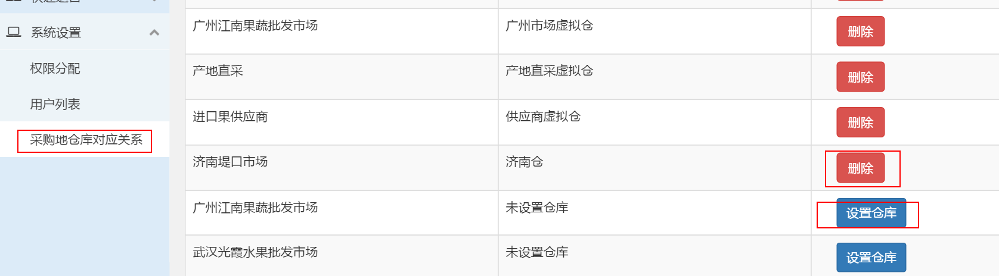 系统设置
权限分配
用户列表
采购地仓库对应关系
广州江南果蔬批发市场 广州市场虚拟仓 删除
产地直采 产地直采虚拟仓 删除
进口果供应商 供应商虚拟仓 删除
济南堤口市场 济南仓 删除
广州江南果蔬批发市场 未设置仓库 设置仓库
武汉光霞水果批发市场 未设置仓库 设置仓库